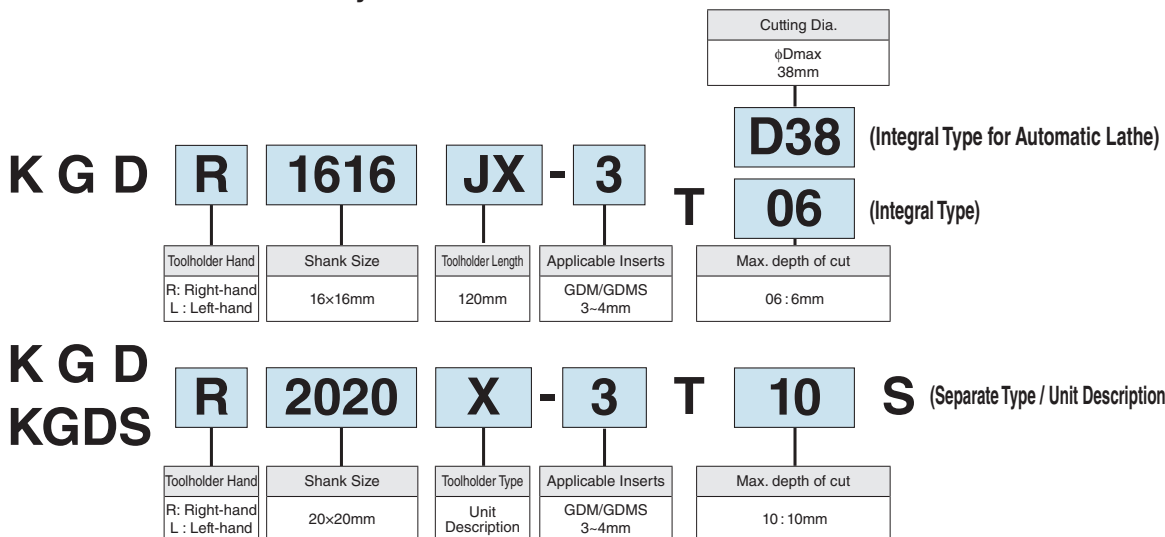 Cutting Dia.
φDmax
38mm
D38 (Integral Type for Automatic Lathe)
K G D R 1616 JX - 3 T 06 (Integral Type)
Toolholder Hand Shank Size Toolholder Length Applicable Inserts Max. depth of cut
R: Right-hand
L : Left-hand
16×16mm
120mm
GDM/GDMS
3~4mm
06 : 6mm
K G D
KGDS
R 2020 X - 3 T 10 S (Separate Type / Unit Description
Toolholder Hand Shank Size Toolholder Type Applicable Inserts Max. depth of cut
R: Right-hand
L : Left-hand
20×20mm
Unit
Description
GDM/GDMS
3~4mm
10 : 10mm